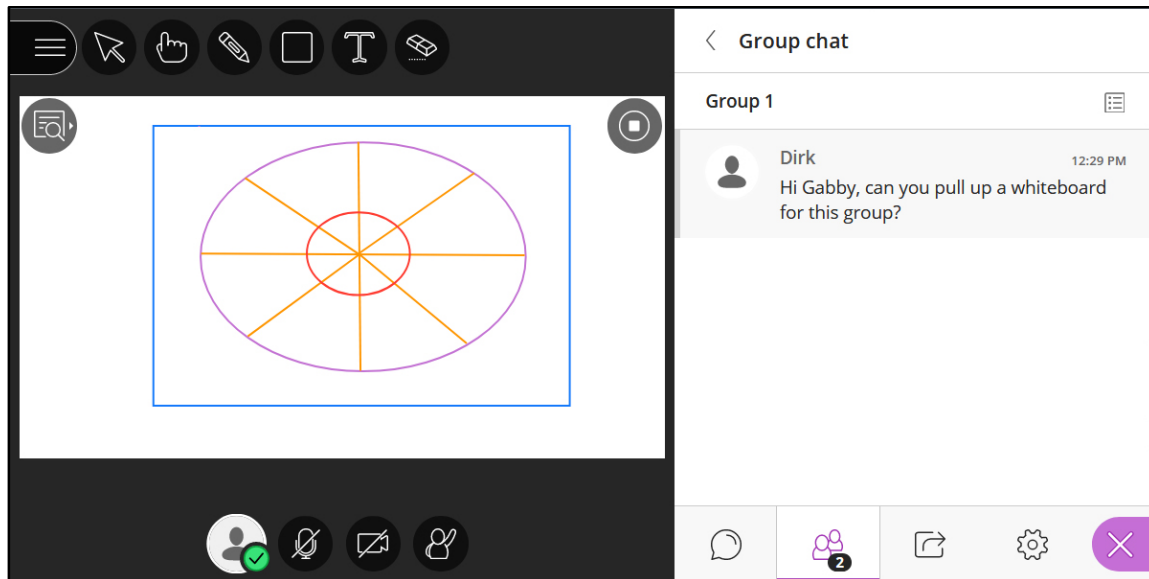 Group chat
Group 1
Dirk
12:29 PM
Hi Gabby, can you pull up a whiteboard
for this group?
T
2